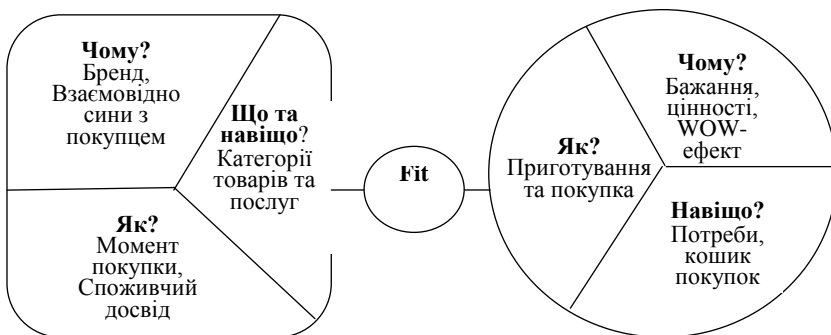 Чому?
Бренд,
Взаємовідно
сини з
покупцем
Що та
навіщо?
Категорії
товарів та
послуг
Як?
Момент
покупки,
Споживчий
досвід
Fit
Як?
Приготування
та покупка
Чому?
Бажання,
цінності,
WOW-
ефект
Навіщо?
Потреби,
кошик
покупок